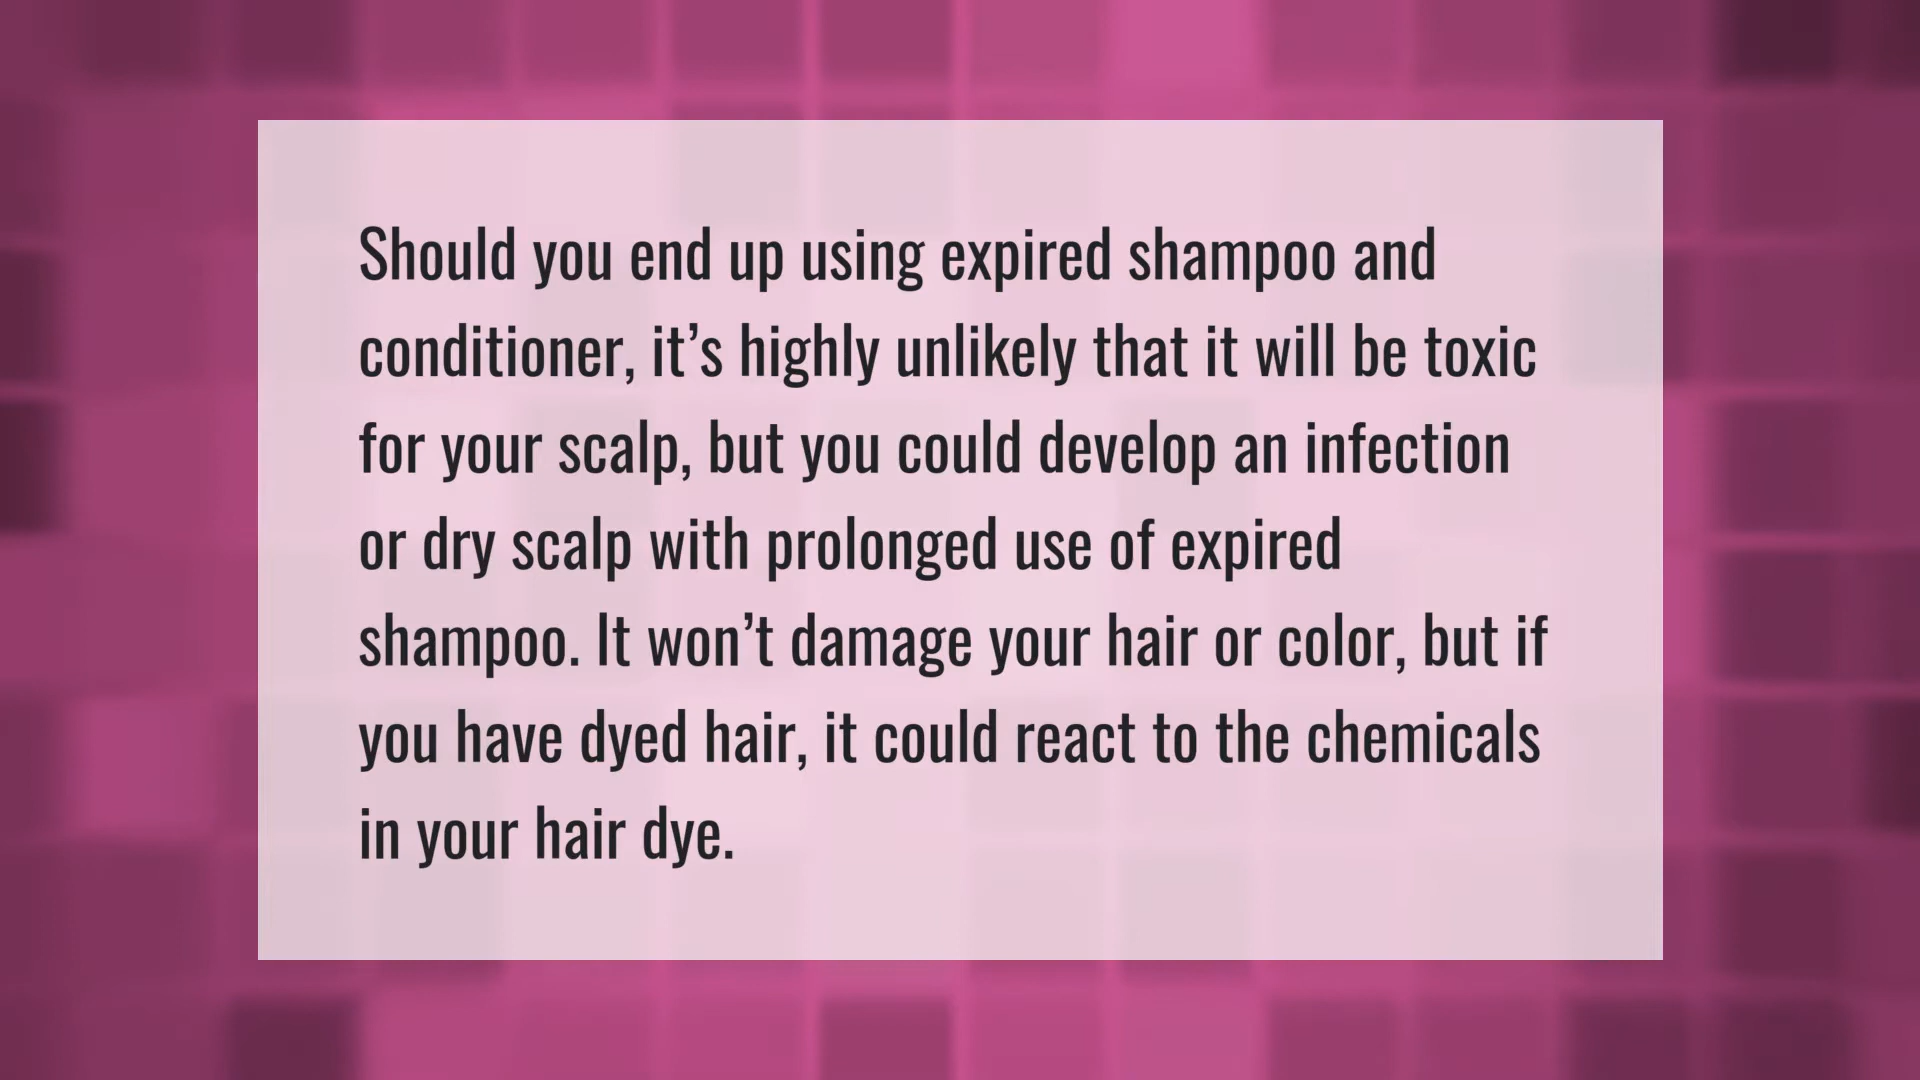 Should you end up using expired shampoo and
conditioner, it’s highly unlikely that it will be toxic
for your scalp, but you could develop an infection
or dry scalp with prolonged use of expired
shampoo. It won’t damage your hair or color, but if
you have dyed hair, it could react to the chemicals
in your hair dye.